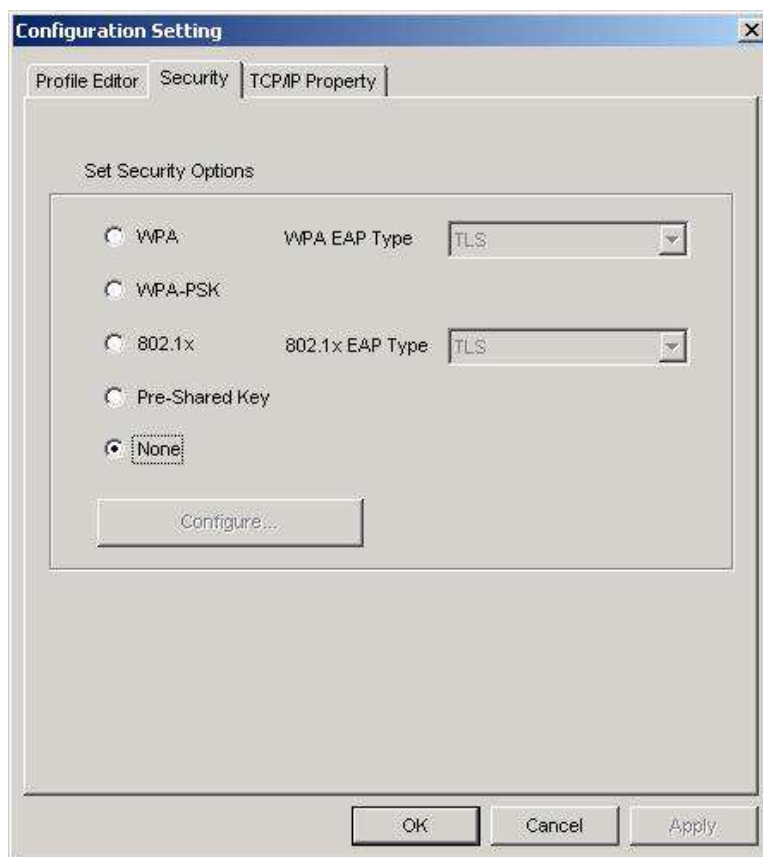 Configuration Setting
Profile Editor Security TCP/IP Property
Set Security Options
WPA WPA EAP Type TLS
WPA-PSK
802.1x 802.1x EAP Type TLS
Pre-Shared Key
None
Configure...
OK Cancel Apply